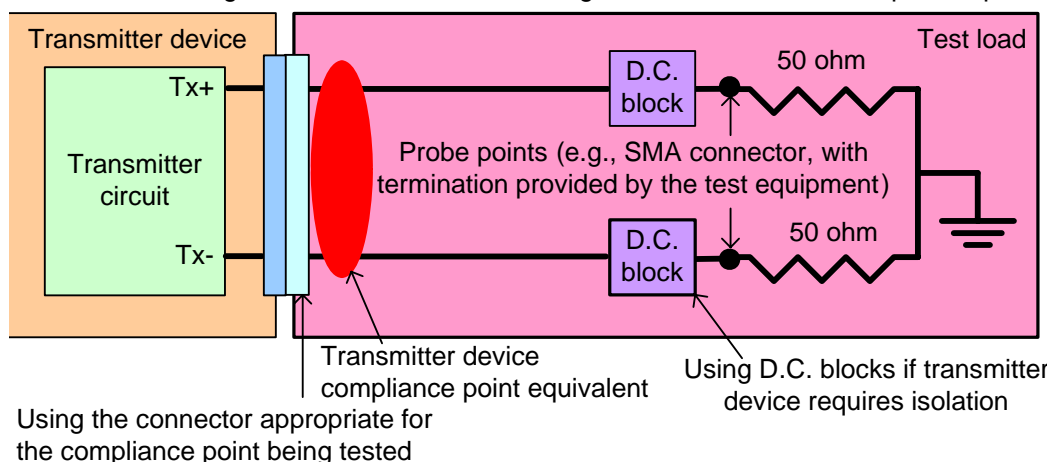 Transmitter device
Test load
50 ohm
Tx+
D.C.
block
Transmitter
circuit
Probe points (e.g., SMA connector, with
termination provided by the test equipment)
Tx-
D.C.
block
50 ohm
Transmitter device
compliance point equivalent
Using D.C. blocks if transmitter
device requires isolation
Using the connector appropriate for
the compliance point being tested